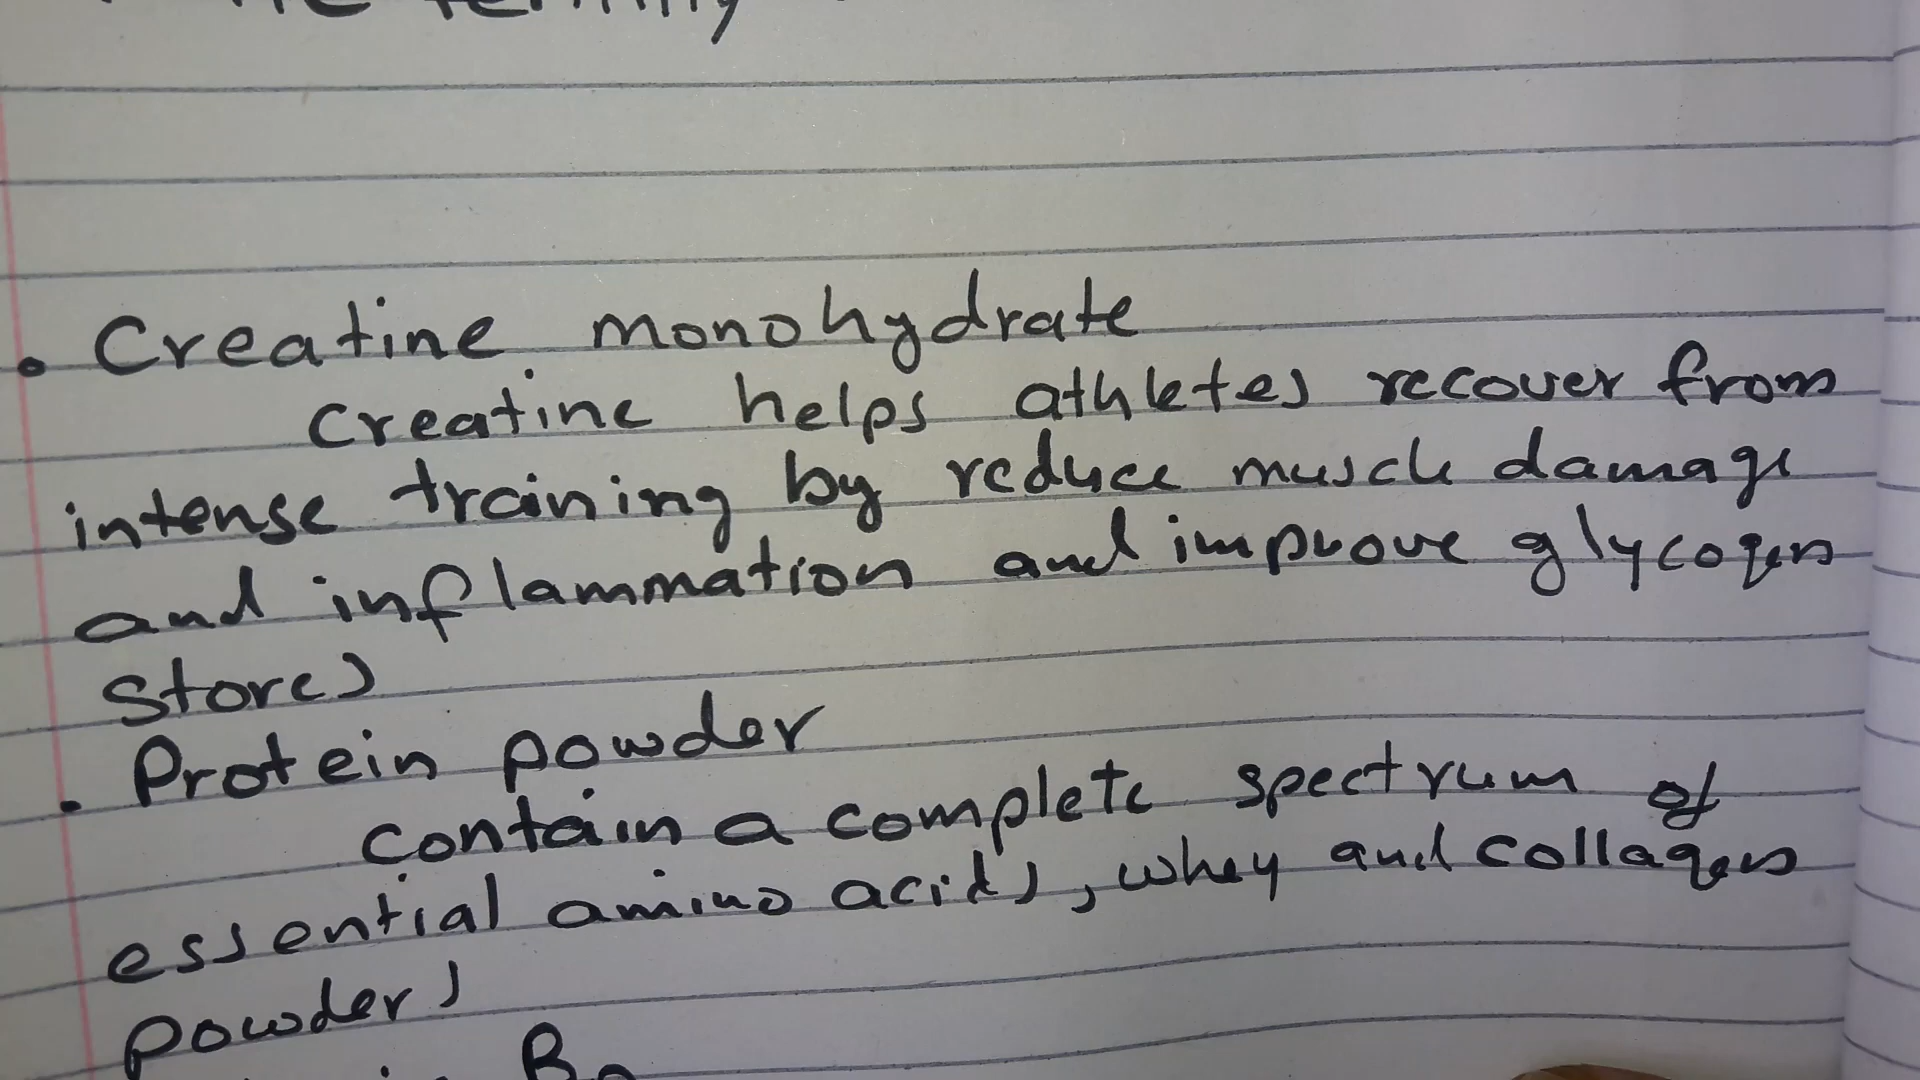 • Creatine monohydrate
creatine helps athletes recover from
intense training by reduce muscle damage
and inflammation and improve glycogen
stores
• Protein powder
contain a complete spectrum of
essential amino acids, whey and collagen
powders